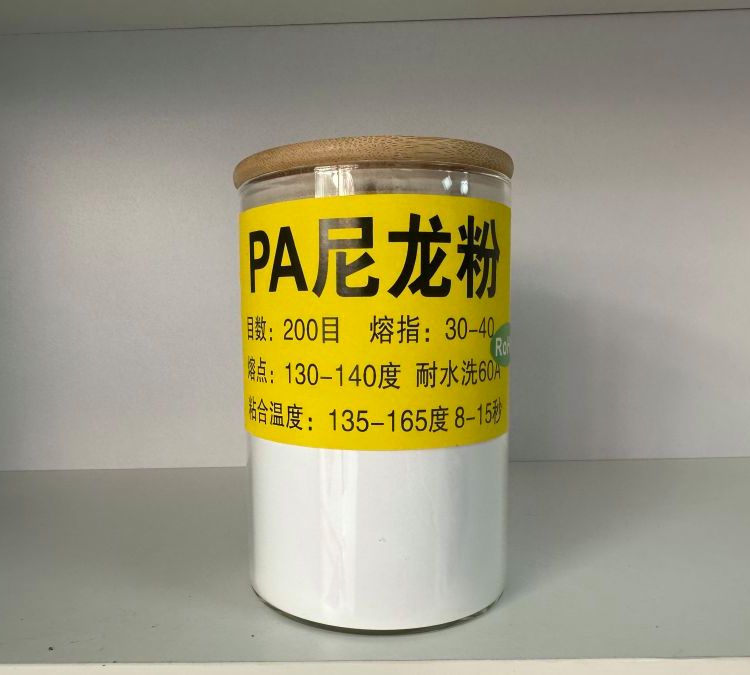 PA尼龙粉
目数：200目 熔指：30-40
RoH
熔点：130-140度 耐水洗60A
粘合温度：135-165度 8-15秒